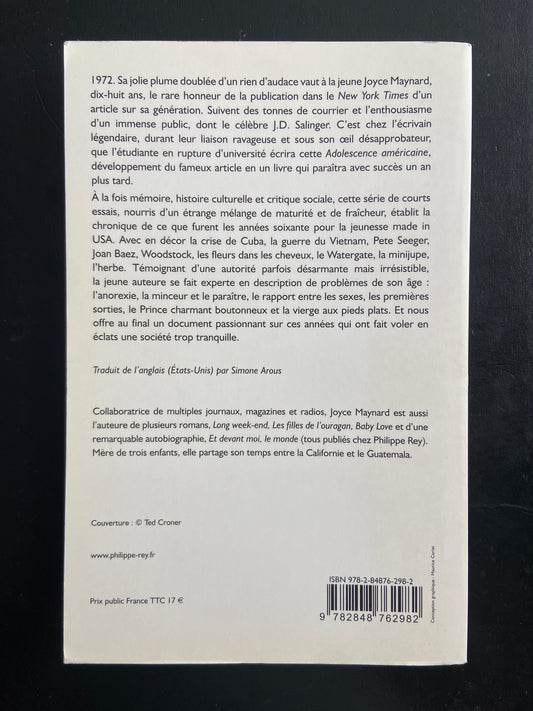 1972. Sa jolie plume doublée d'un rien d'audace vaut à la jeune Joyce Maynard,
dix-huit ans, le rare honneur de la publication dans le New York Times d'un
article sur sa génération. Suivent des tonnes de courrier et l'enthousiasme
d'un immense public, dont le célèbre J.D. Salinger. C'est chez l'écrivain
légendaire, durant leur liaison ravageuse et sous son œil désapprobateur,
que l'étudiante en rupture d'université écrira cette Adolescence américaine,
développement du fameux article en un livre qui paraîtra avec succès un an
plus tard.
À la fois mémoire, histoire culturelle et critique sociale, cette série de courts
essais, nourris d'un étrange mélange de maturité et de fraîcheur, établit la
chronique de ce que furent les années soixante pour la jeunesse made in
USA. Avec en décor la crise de Cuba, la guerre du Vietnam, Pete Seeger,
Joan Baez, Woodstock, les fleurs dans les cheveux, le Watergate, la minijupe,
l'herbe. Témoignant d'une autorité parfois désarmante mais irrésistible,
la jeune auteure se fait experte en description de problèmes de son âge :
l'anorexie, la minceur et le paraître, le rapport entre les sexes, les premières
sorties, le Prince charmant boutonneux et la vierge aux pieds plats. Et nous
offre au final un document passionnant sur ces années qui ont fait voler en
éclats une société trop tranquille.
Traduit de l'anglais (États-Unis) par Simone Arous
Collaboratrice de multiples journaux, magazines et radios, Joyce Maynard est aussi
l'auteure de plusieurs romans, Long week-end, Les filles de l'ouragan, Baby Love et d'une
remarquable autobiographie, Et devant moi, le monde (tous publiés chez Philippe Rey).
Mère de trois enfants, elle partage son temps entre la Californie et le Guatemala.
Couverture : © Ted Croner
www.philippe-rey.fr
Prix public France TTC 17 €
ISBN 978-2-84876-298-2
9 782848 762982
Conception graphique : Maurice Corlat